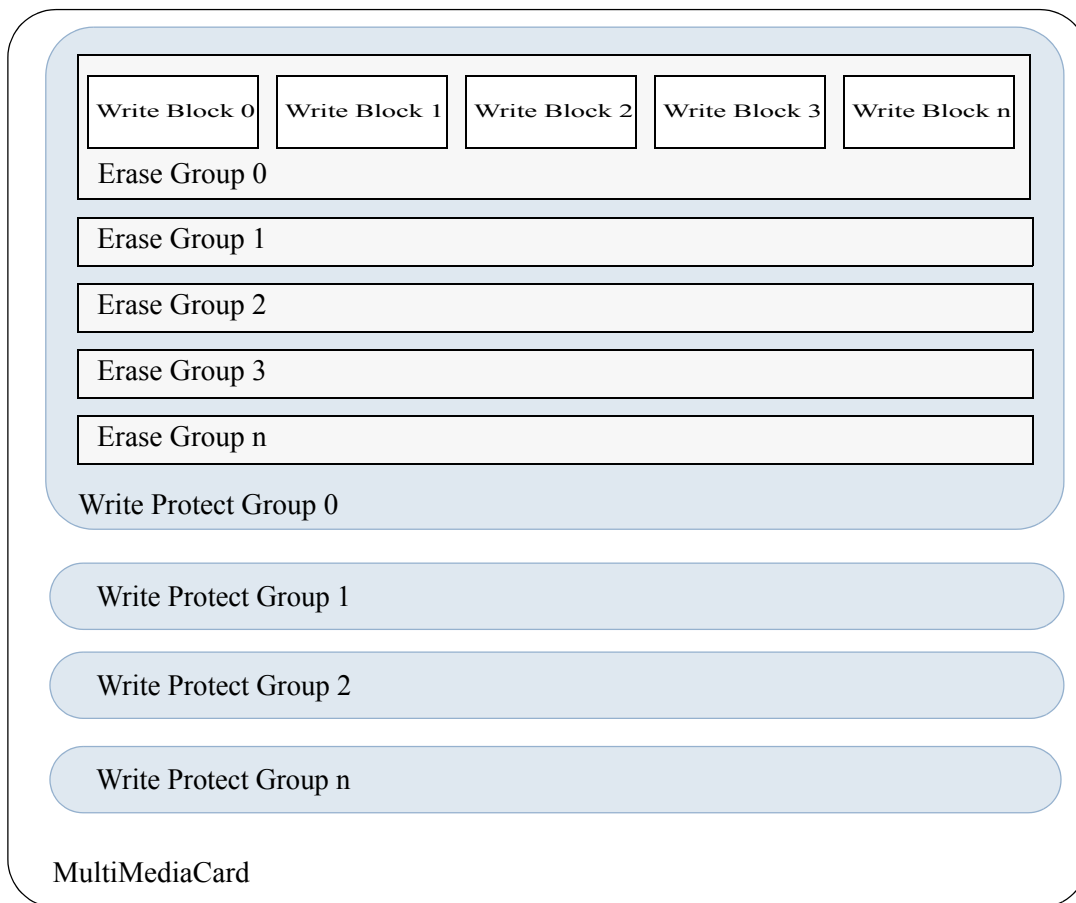 Write Block 0 Write Block 1 Write Block 2 Write Block 3 Write Block n
Erase Group 0
Erase Group 1
Erase Group 2
Erase Group 3
Erase Group n
Write Protect Group 0
Write Protect Group 1
Write Protect Group 2
Write Protect Group n
MultiMediaCard